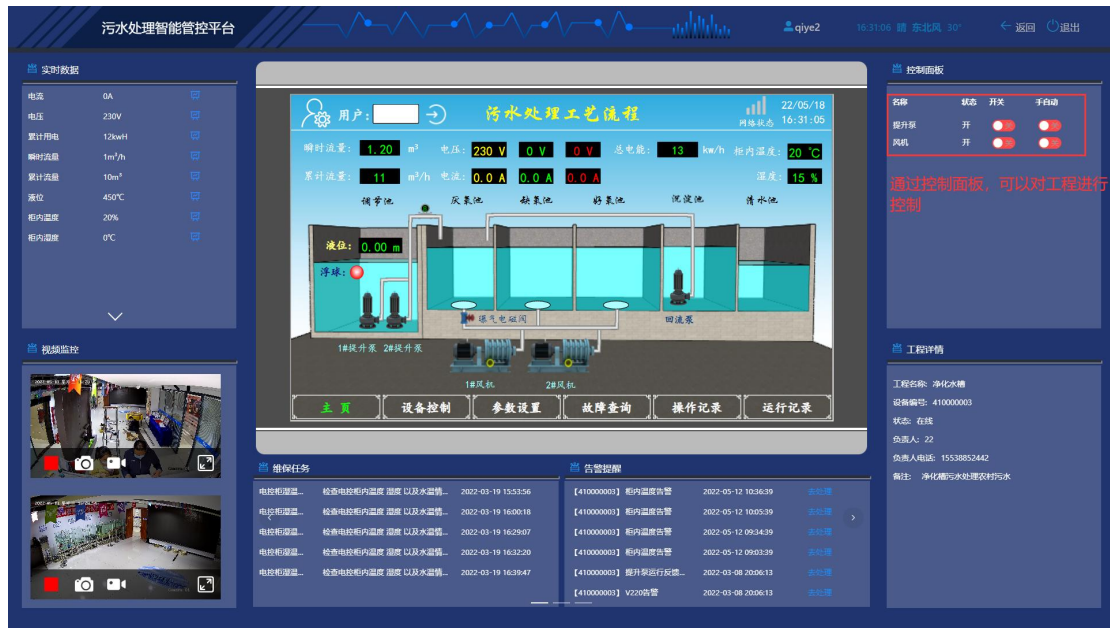 污水处理智能管控平台
qiye2
16:31:06 晴 东北风 30°
返回
退出
实时数据
电流 0A
电压 230V
累计用电 12kwH
瞬时流量 1m³/h
累计流量 10m³
液位 450℃
柜内温度 20%
柜内湿度 0℃
视频监控
用户:
污水处理工艺流程
网络状态
22/05/18
16:31:05
瞬时流量: 1.20 m³ 电压: 230 V 0 V 0 V 总电能: 13 kw/h 柜内温度: 20 ℃
累计流量: 11 m³/h 电流: 0.0 A 0.0 A 0.0 A 湿度: 15 %
调节池 厌氧池 缺氧池 好氧池 沉淀池 清水池
液位: 0.00 m
浮球:
曝气电磁阀
回流泵
1#提升泵 2#提升泵
1#风机 2#风机
主页 设备控制 参数设置 故障查询 操作记录 运行记录
维保任务
电控柜湿温... 检查电控柜内温度 湿度 以及水温情... 2022-03-19 15:53:56
电控柜湿温... 检查电控柜内温度 湿度 以及水温情... 2022-03-19 16:00:18
电控柜湿温... 检查电控柜内温度 湿度 以及水温情... 2022-03-19 16:29:07
电控柜湿温... 检查电控柜内温度 湿度 以及水温情... 2022-03-19 16:32:20
电控柜湿温... 检查电控柜内温度 湿度 以及水温情... 2022-03-19 16:39:47
告警提醒
【410000003】 柜内温度告警 2022-05-12 10:36:39 去处理
【410000003】 柜内温度告警 2022-05-12 10:05:39 去处理
【410000003】 柜内温度告警 2022-05-12 09:34:39 去处理
【410000003】 柜内温度告警 2022-05-12 09:03:39 去处理
【410000003】 提升泵运行反馈... 2022-03-08 20:06:13 去处理
【410000003】 V220告警 2022-03-08 20:06:13 去处理
控制面板
名称 状态 开关 手自动
提升泵 开
风机 开
通过控制面板，可以对工程进行
控制
工程详情
工程名称: 净化水槽
设备编号: 410000003
状态: 在线
负责人: 22
负责人电话: 15538852442
备注: 净化槽污水处理农村污水